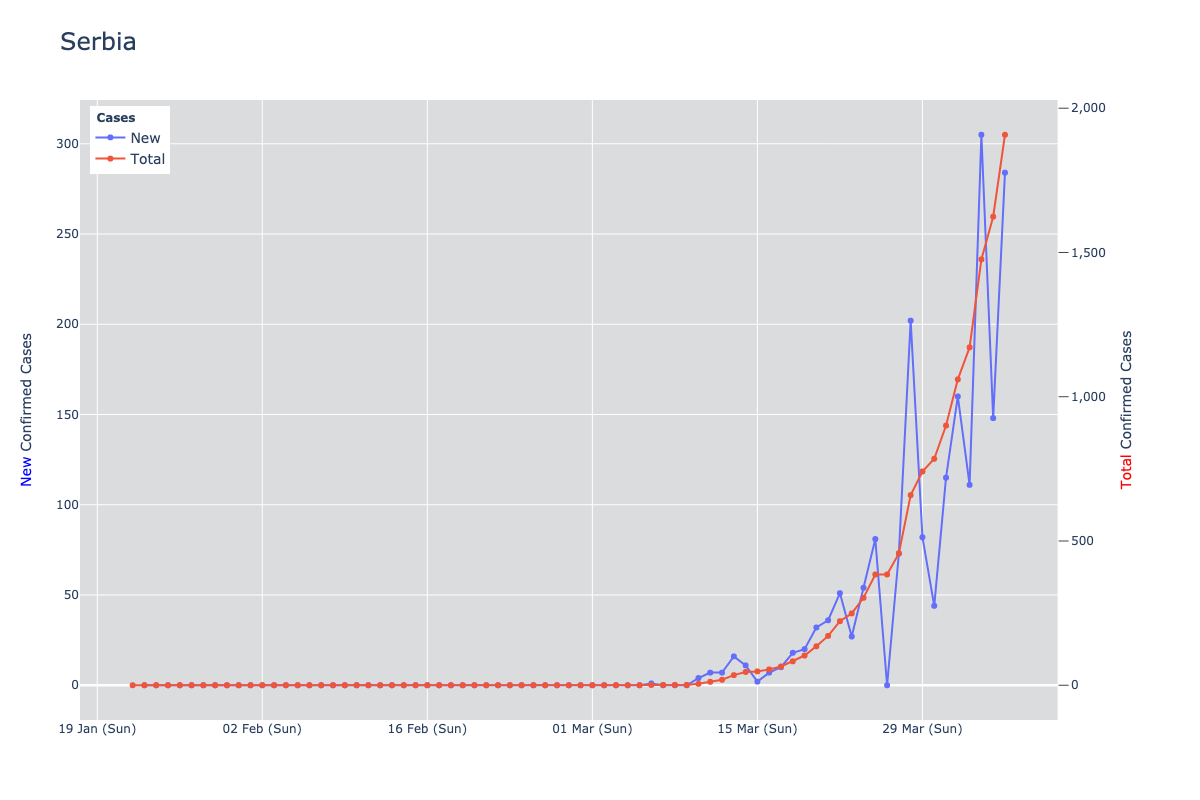 Serbia
Cases
New
Total
300
250
200
150
100
50
0
2,000
1,500
1,000
500
0
New Confirmed Cases
Total Confirmed Cases
19 Jan (Sun) 02 Feb (Sun) 16 Feb (Sun) 01 Mar (Sun) 15 Mar (Sun) 29 Mar (Sun)